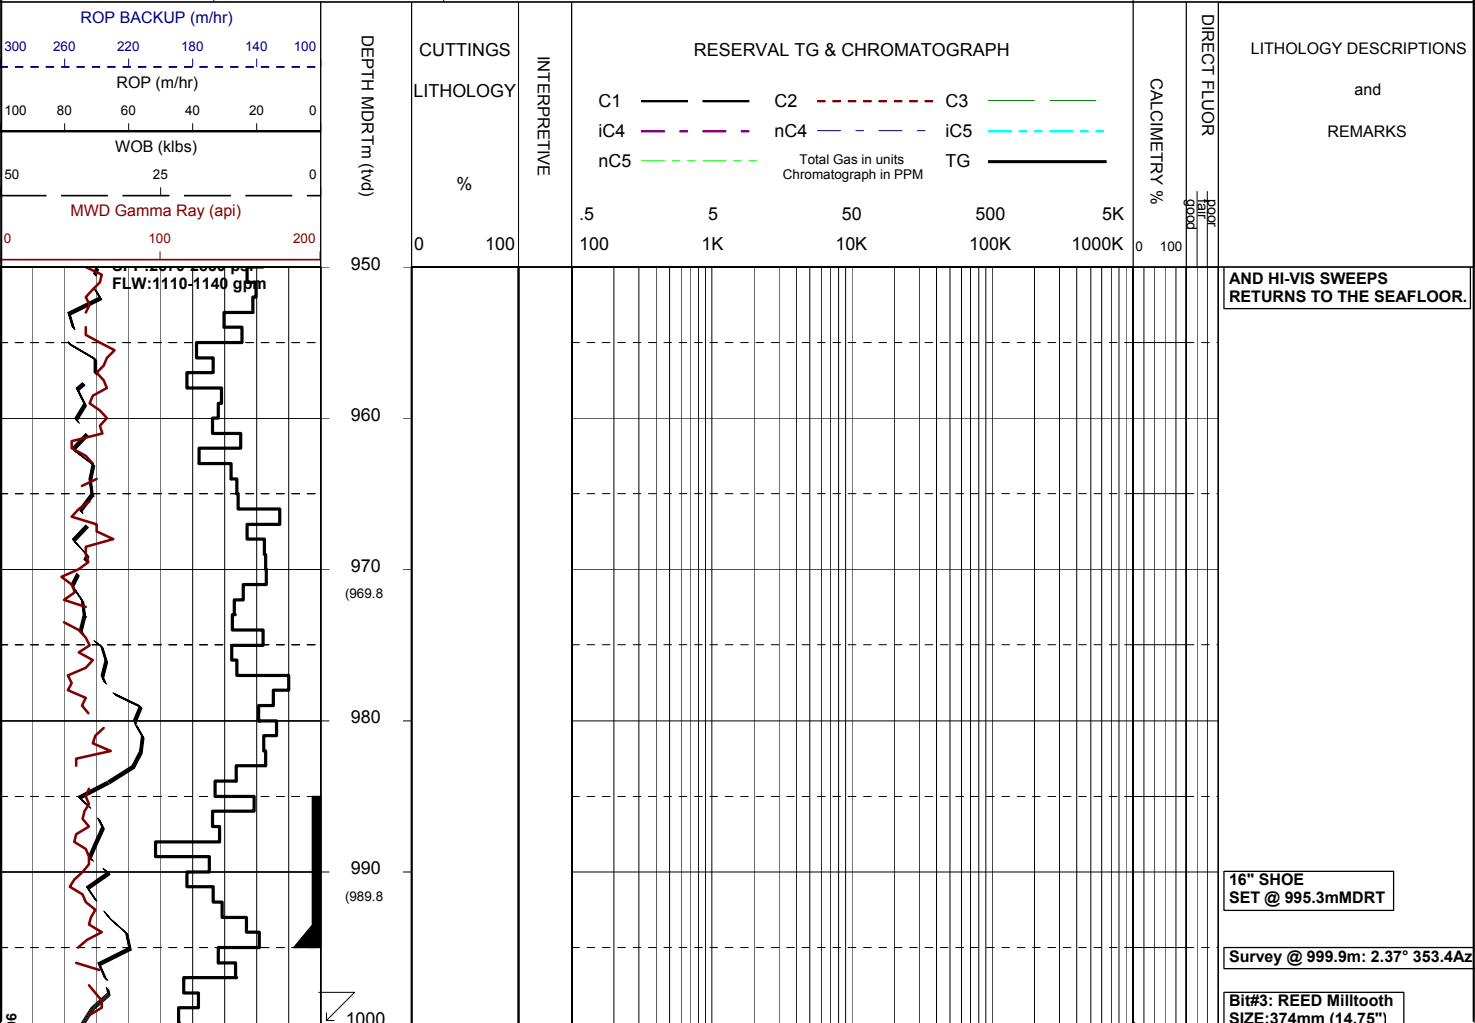 ROP BACKUP (m/hr)
300 260 220 180 140 100
ROP (m/hr)
100 80 60 40 20 0
WOB (klbs)
50 25 0
MWD Gamma Ray (api)
0 100 200
DEPTH MDRTm (tvd)
CUTTINGS
LITHOLOGY
%
0 100
INTERPRETIVE
RESERVAL TG & CHROMATOGRAPH
C1 C2 C3
iC4 nC4 iC5
nC5 Total Gas in units TG
Chromatograph in PPM
.5 5 50 500 5K
100 1K 10K 100K 1000K
CALCIMETRY %
0 100
DIRECT FLUOR
good
fair
poor
LITHOLOGY DESCRIPTIONS
and
REMARKS
FLW:1110-1140 gpm
950
960
970
(969.8
980
990
(989.8
1000
AND HI-VIS SWEEPS
RETURNS TO THE SEAFLOOR.
16" SHOE
SET @ 995.3mMDRT
Survey @ 999.9m: 2.37° 353.4Az
Bit#3: REED Milltooth
SIZE:374mm (14.75")